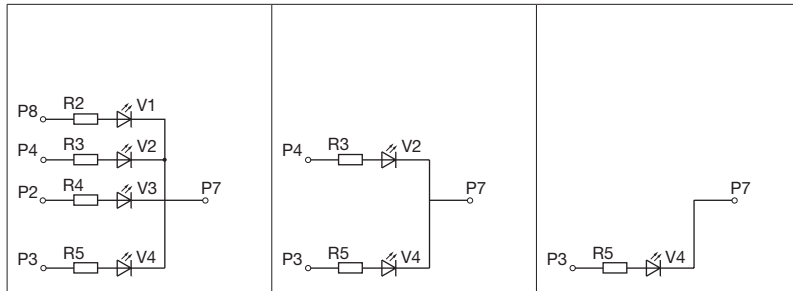 P8 R2 V1
P4 R3 V2
P2 R4 V3 P7
P3 R5 V4
P4 R3 V2
P7
P3 R5 V4
P7
P3 R5 V4